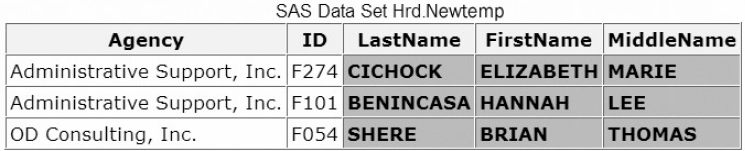 SAS Data Set Hrd.Newtemp
Agency ID LastName FirstName MiddleName
Administrative Support, Inc. F274 CICHOCK ELIZABETH MARIE
Administrative Support, Inc. F101 BENINCASA HANNAH LEE
OD Consulting, Inc. F054 SHERE BRIAN THOMAS